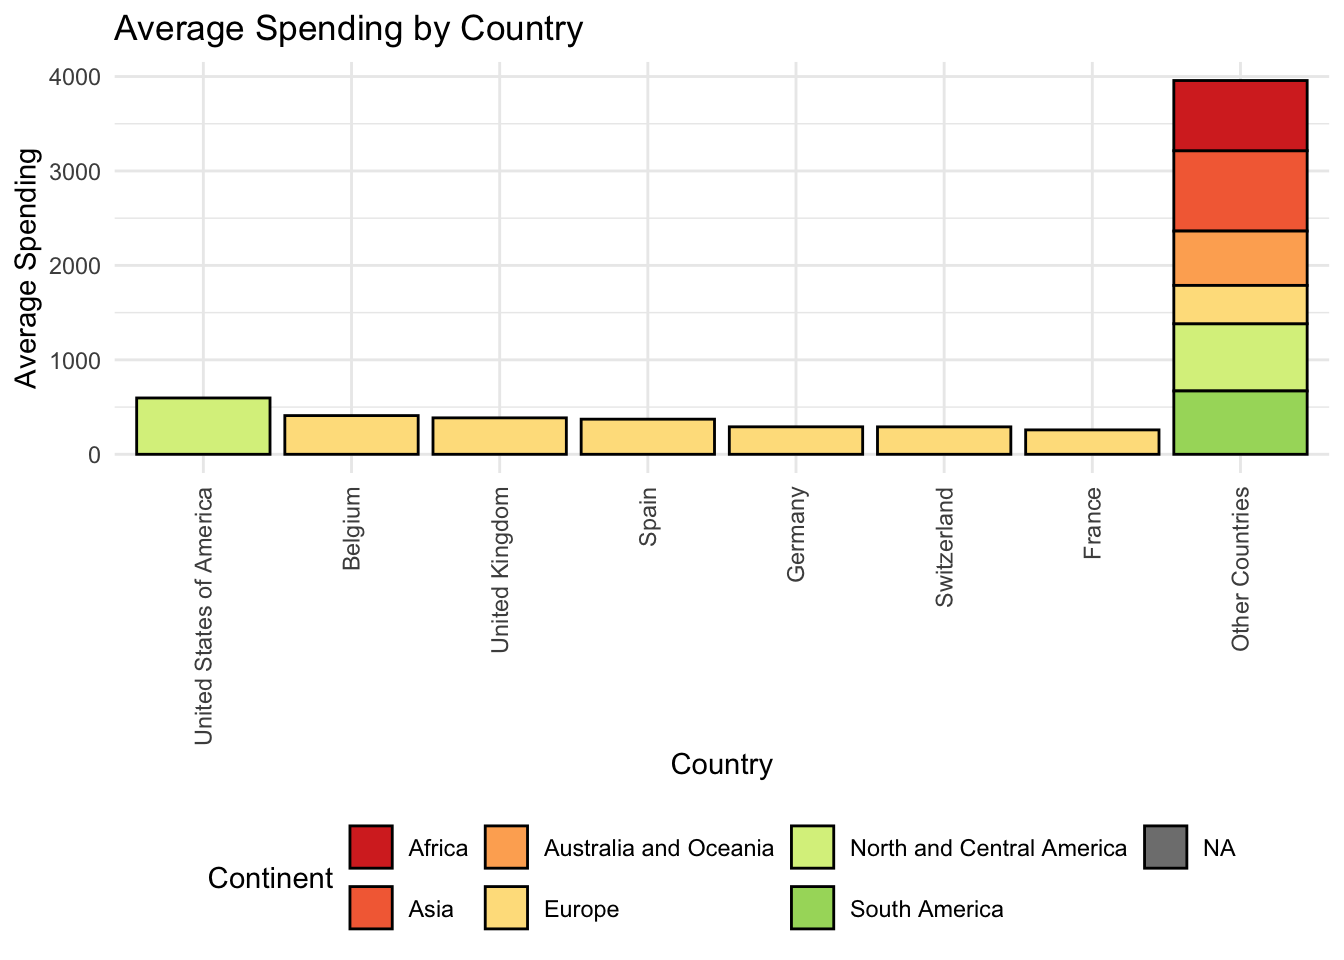 Average Spending by Country
Average Spending
4000
3000
2000
1000
0
United States of America
Belgium
United Kingdom
Spain
Germany
Switzerland
France
Other Countries
Country
Continent
Africa
Asia
Australia and Oceania
Europe
North and Central America
South America
NA